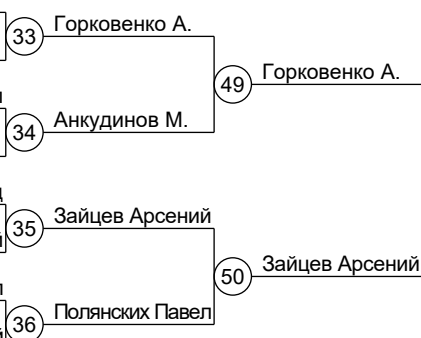 33
Горковенко А.
49
Горковенко А.
34
Анкудинов М.
35
Зайцев Арсений
50
Зайцев Арсений
36
Полянских Павел